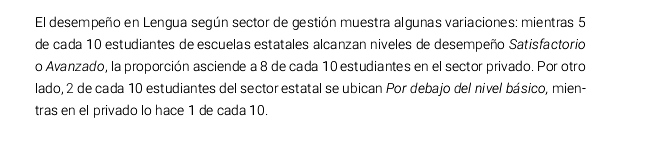 El desempeño en Lengua según sector de gestión muestra algunas variaciones: mientras 5
de cada 10 estudiantes de escuelas estatales alcanzan niveles de desempeño Satisfactorio
o Avanzado, la proporción asciende a 8 de cada 10 estudiantes en el sector privado. Por otro
lado, 2 de cada 10 estudiantes del sector estatal se ubican Por debajo del nivel básico, mien-
tras en el privado lo hace 1 de cada 10.